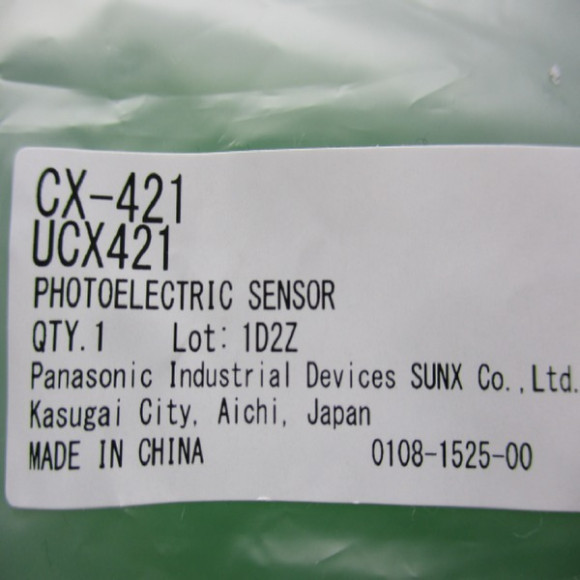 CX-421
UCX421
PHOTOELECTRIC SENSOR
QTY.1 Lot: 1D2Z
Panasonic Industrial Devices SUNX Co.,Ltd.
Kasugai City, Aichi, Japan
MADE IN CHINA 0108-1525-00